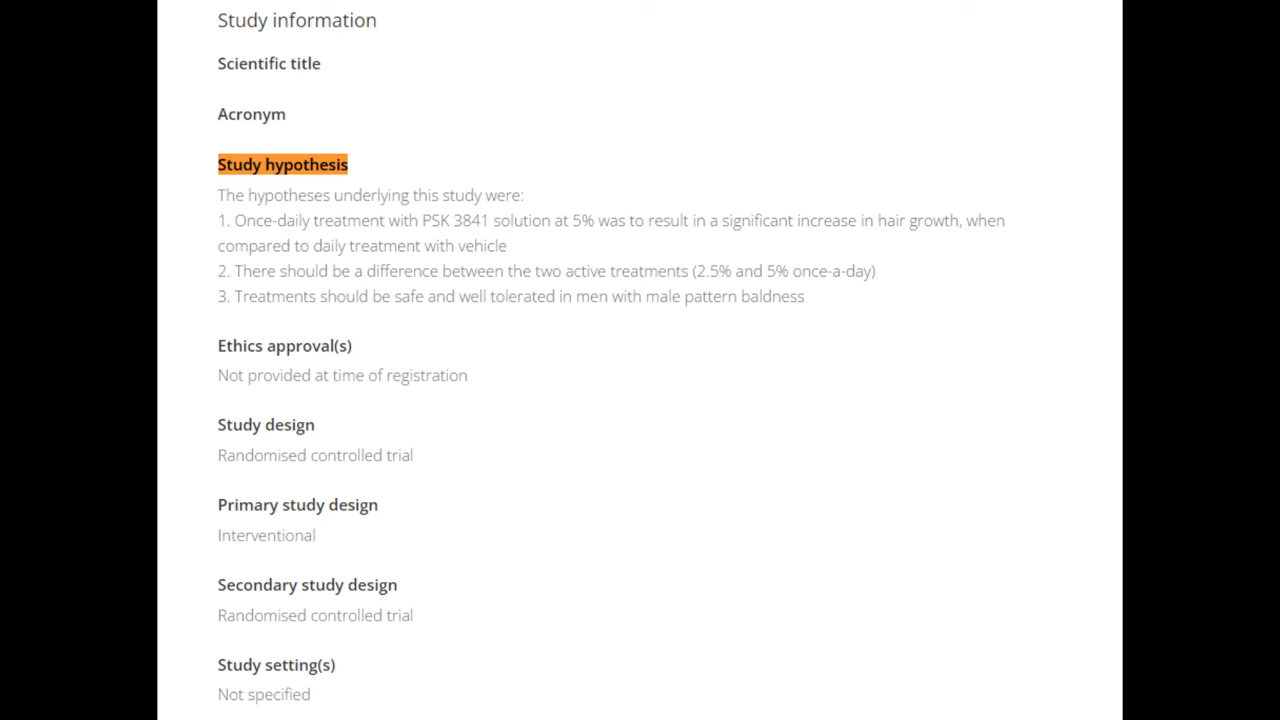 Study information
Scientific title
Acronym
Study hypothesis
The hypotheses underlying this study were:
1. Once-daily treatment with PSK 3841 solution at 5% was to result in a significant increase in hair growth, when
compared to daily treatment with vehicle
2. There should be a difference between the two active treatments (2.5% and 5% once-a-day)
3. Treatments should be safe and well tolerated in men with male pattern baldness
Ethics approval(s)
Not provided at time of registration
Study design
Randomised controlled trial
Primary study design
Interventional
Secondary study design
Randomised controlled trial
Study setting(s)
Not specified